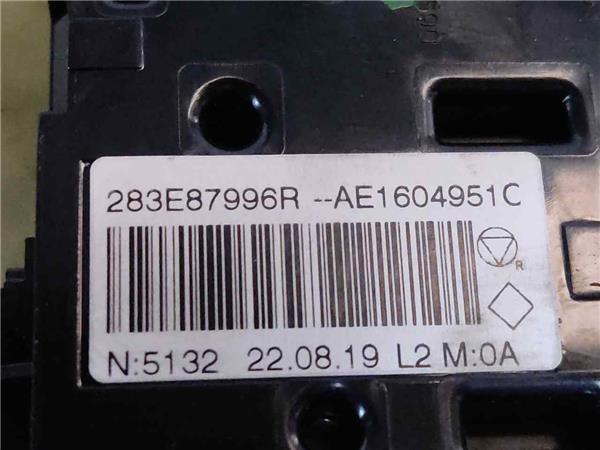 283E87996R --AE1604951C
R
N:5132 22.08.19 L2 M:0A